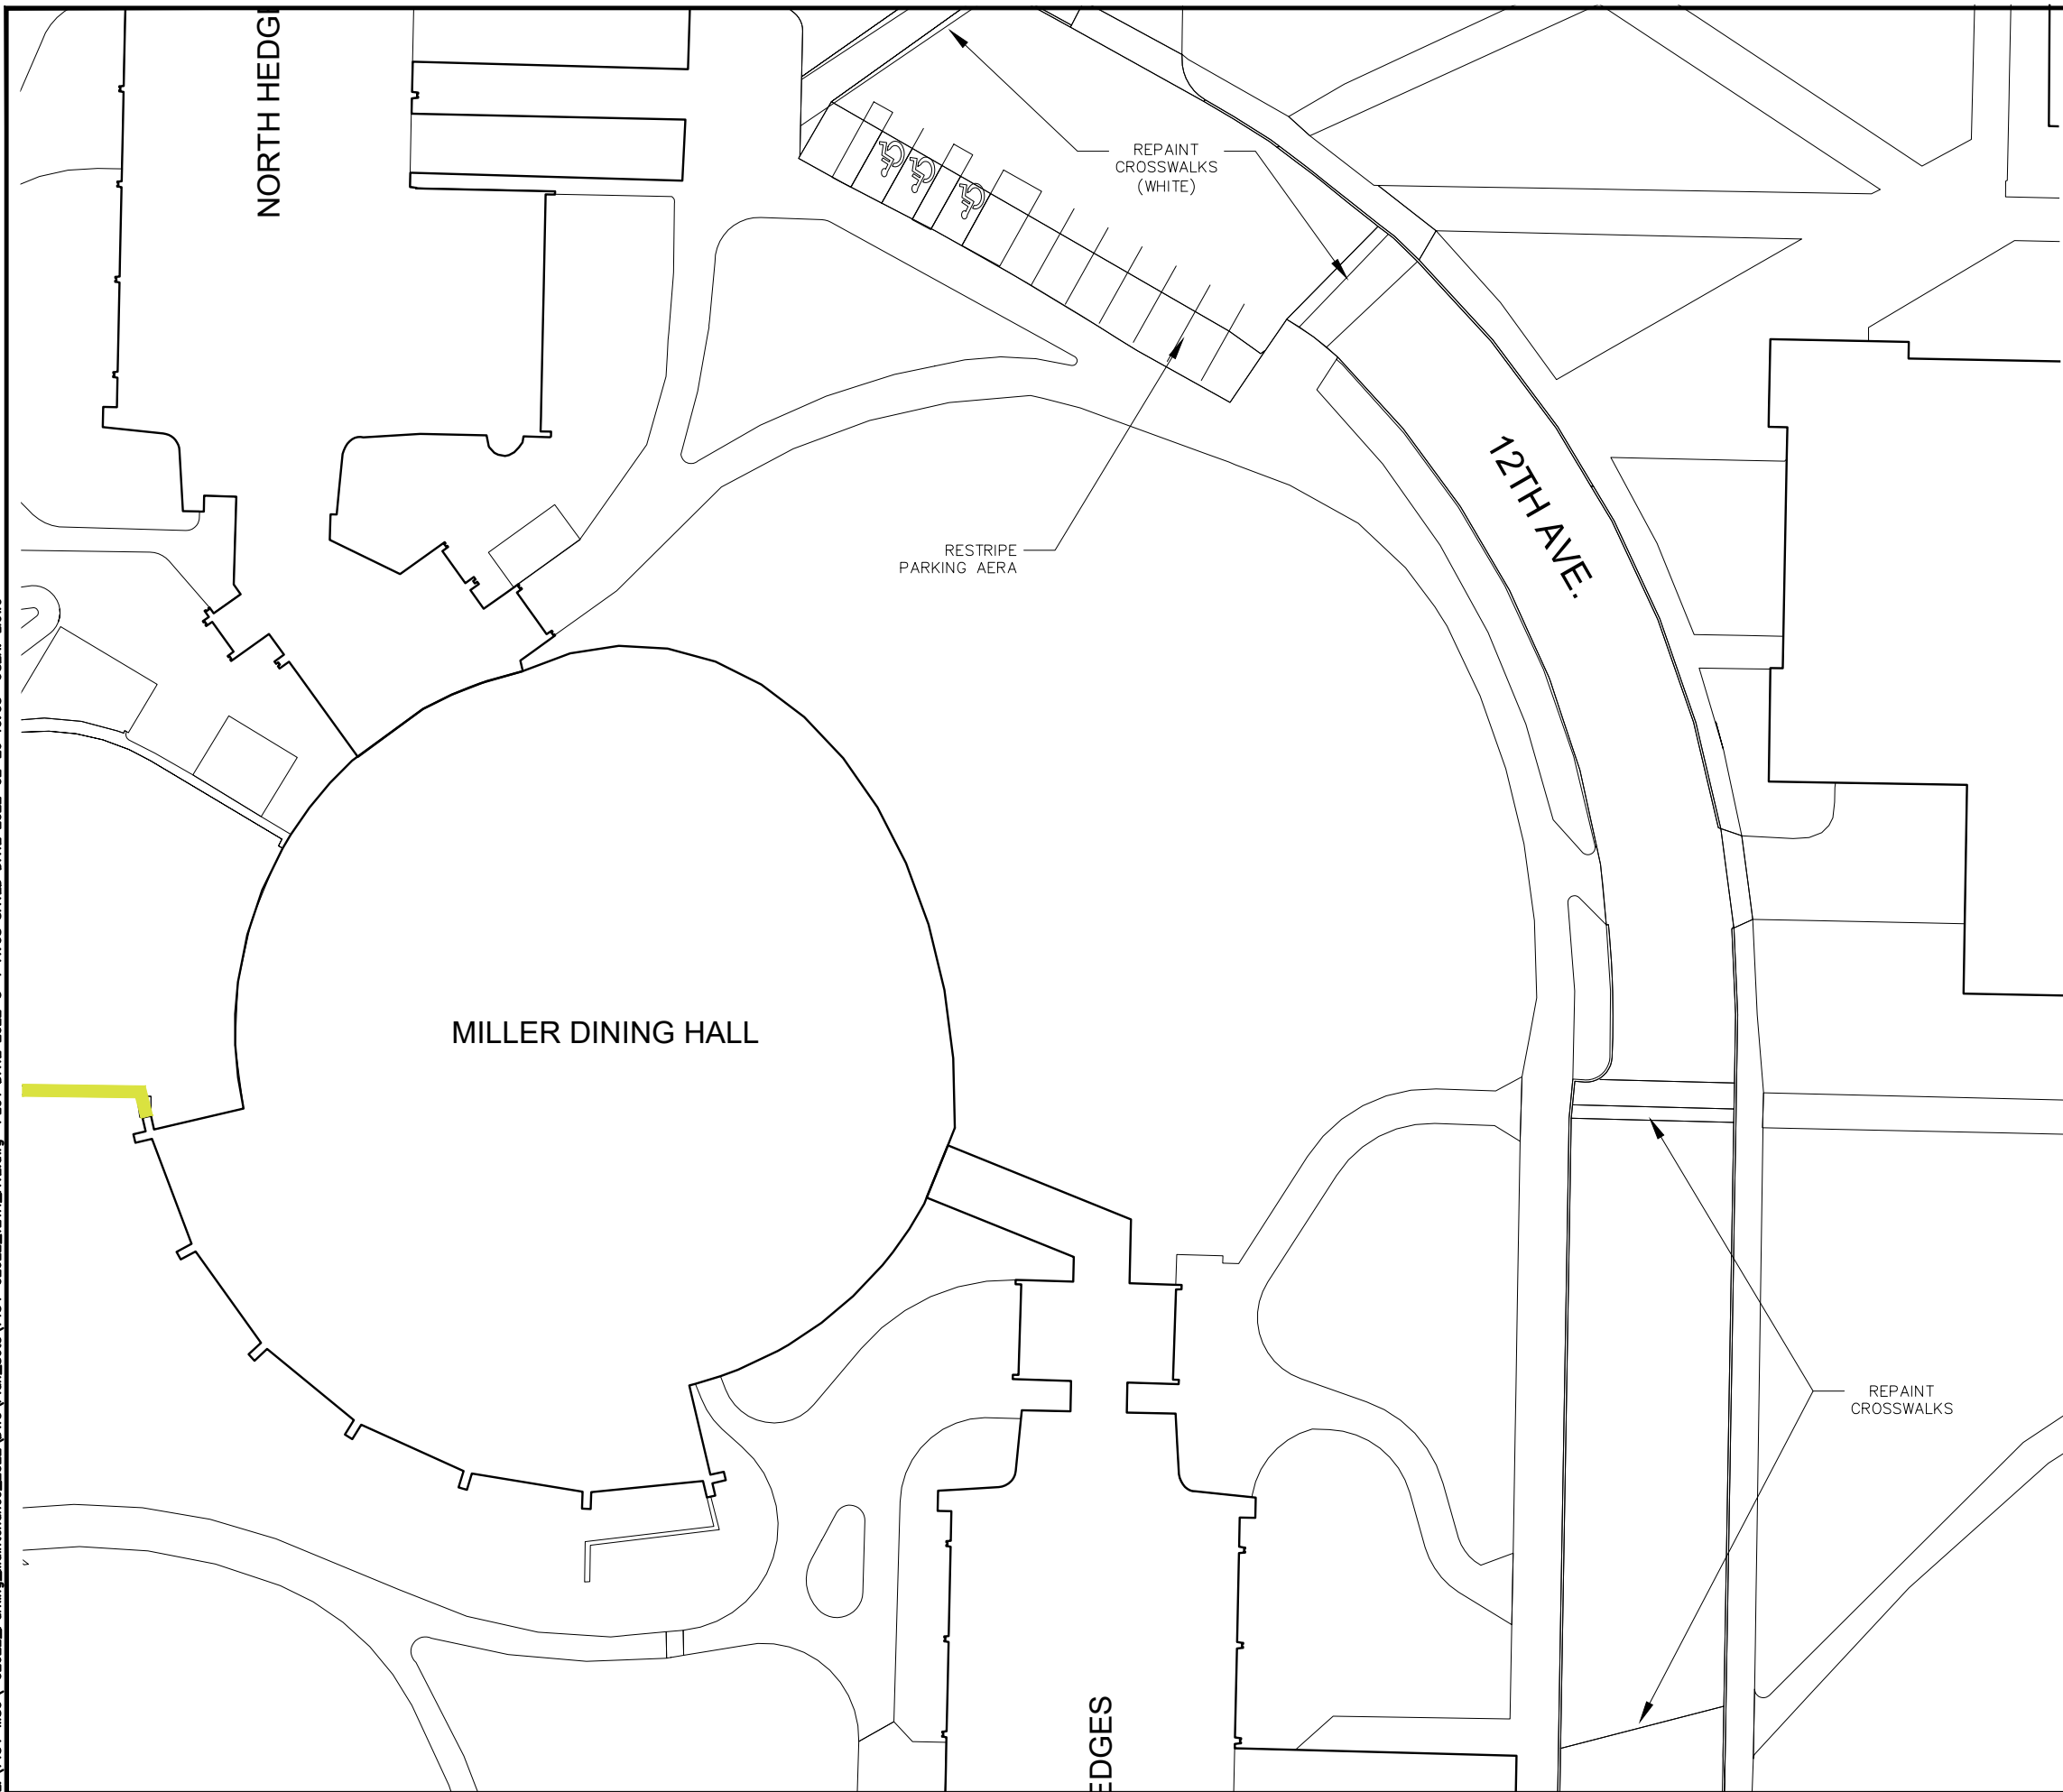 NORTH HEDG
REPAINT
CROSSWALKS
(WHITE)
12TH AVE.
RESTRIPE
PARKING AERA
MILLER DINING HALL
REPAINT
CROSSWALKS
EDGES